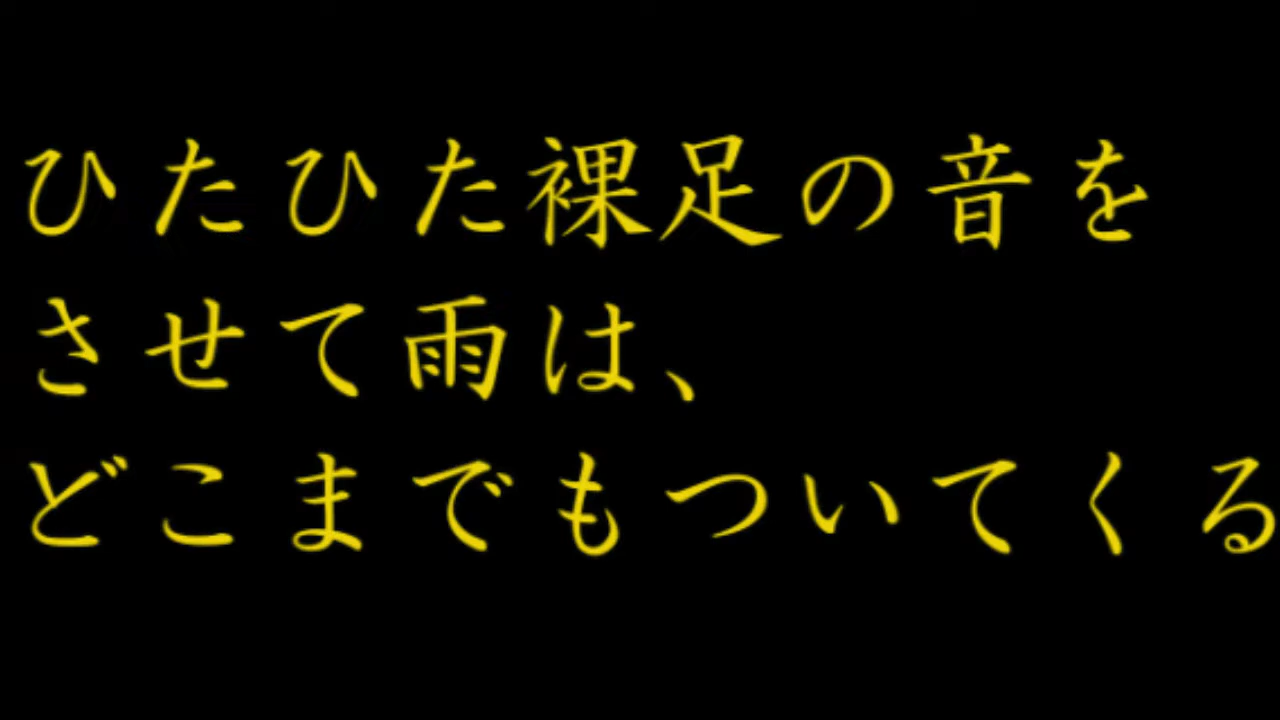 ひたひた裸足の音を
させて雨は、
どこまでもついてくる